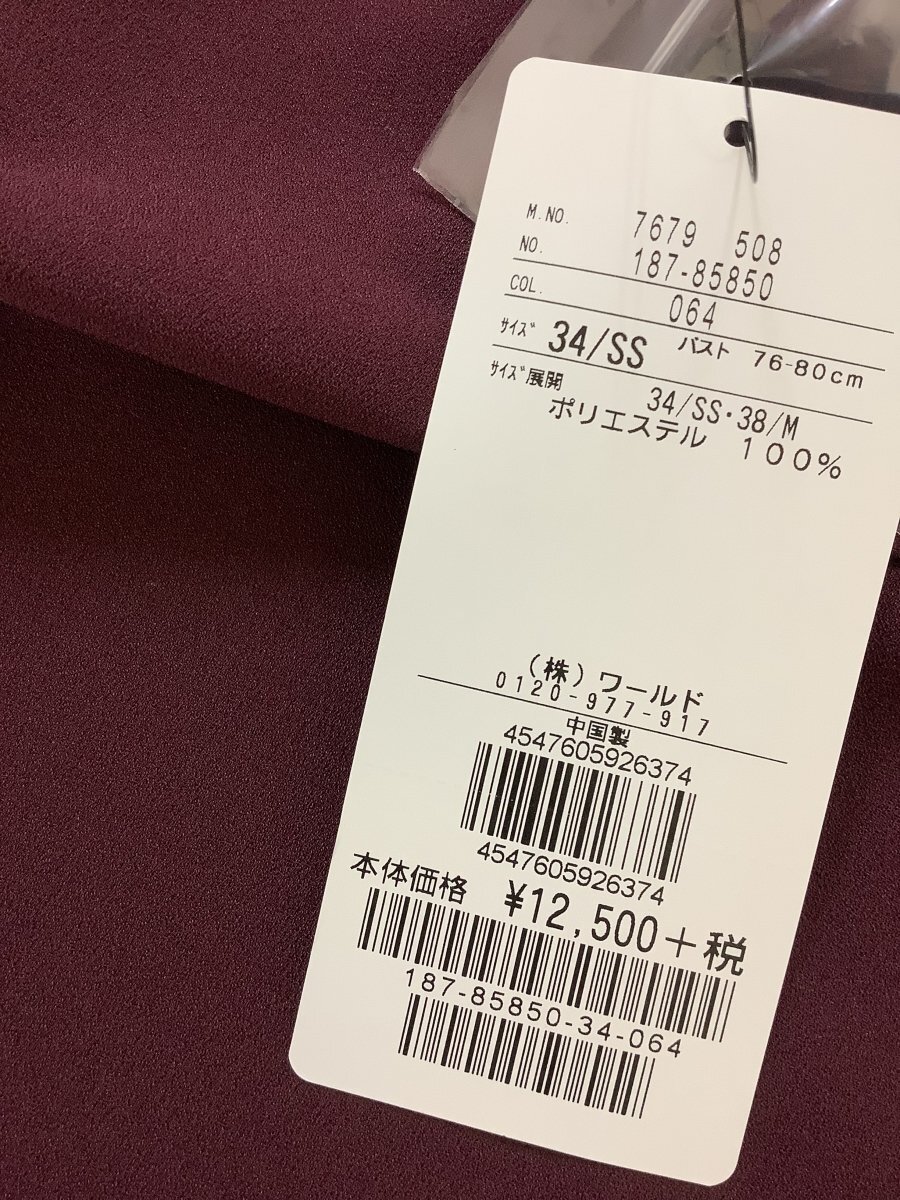 M.NO. 7679 508
NO. 187-85850
COL. 064
サイズ 34/SS バスト 76-80cm
サイズ展開 34/SS・38/M
ポリエステル 100%
(株)ワールド
0120-977-917
中国製
4547605926374
4547605926374
本体価格 ¥12,500+税
187-85850-34-064